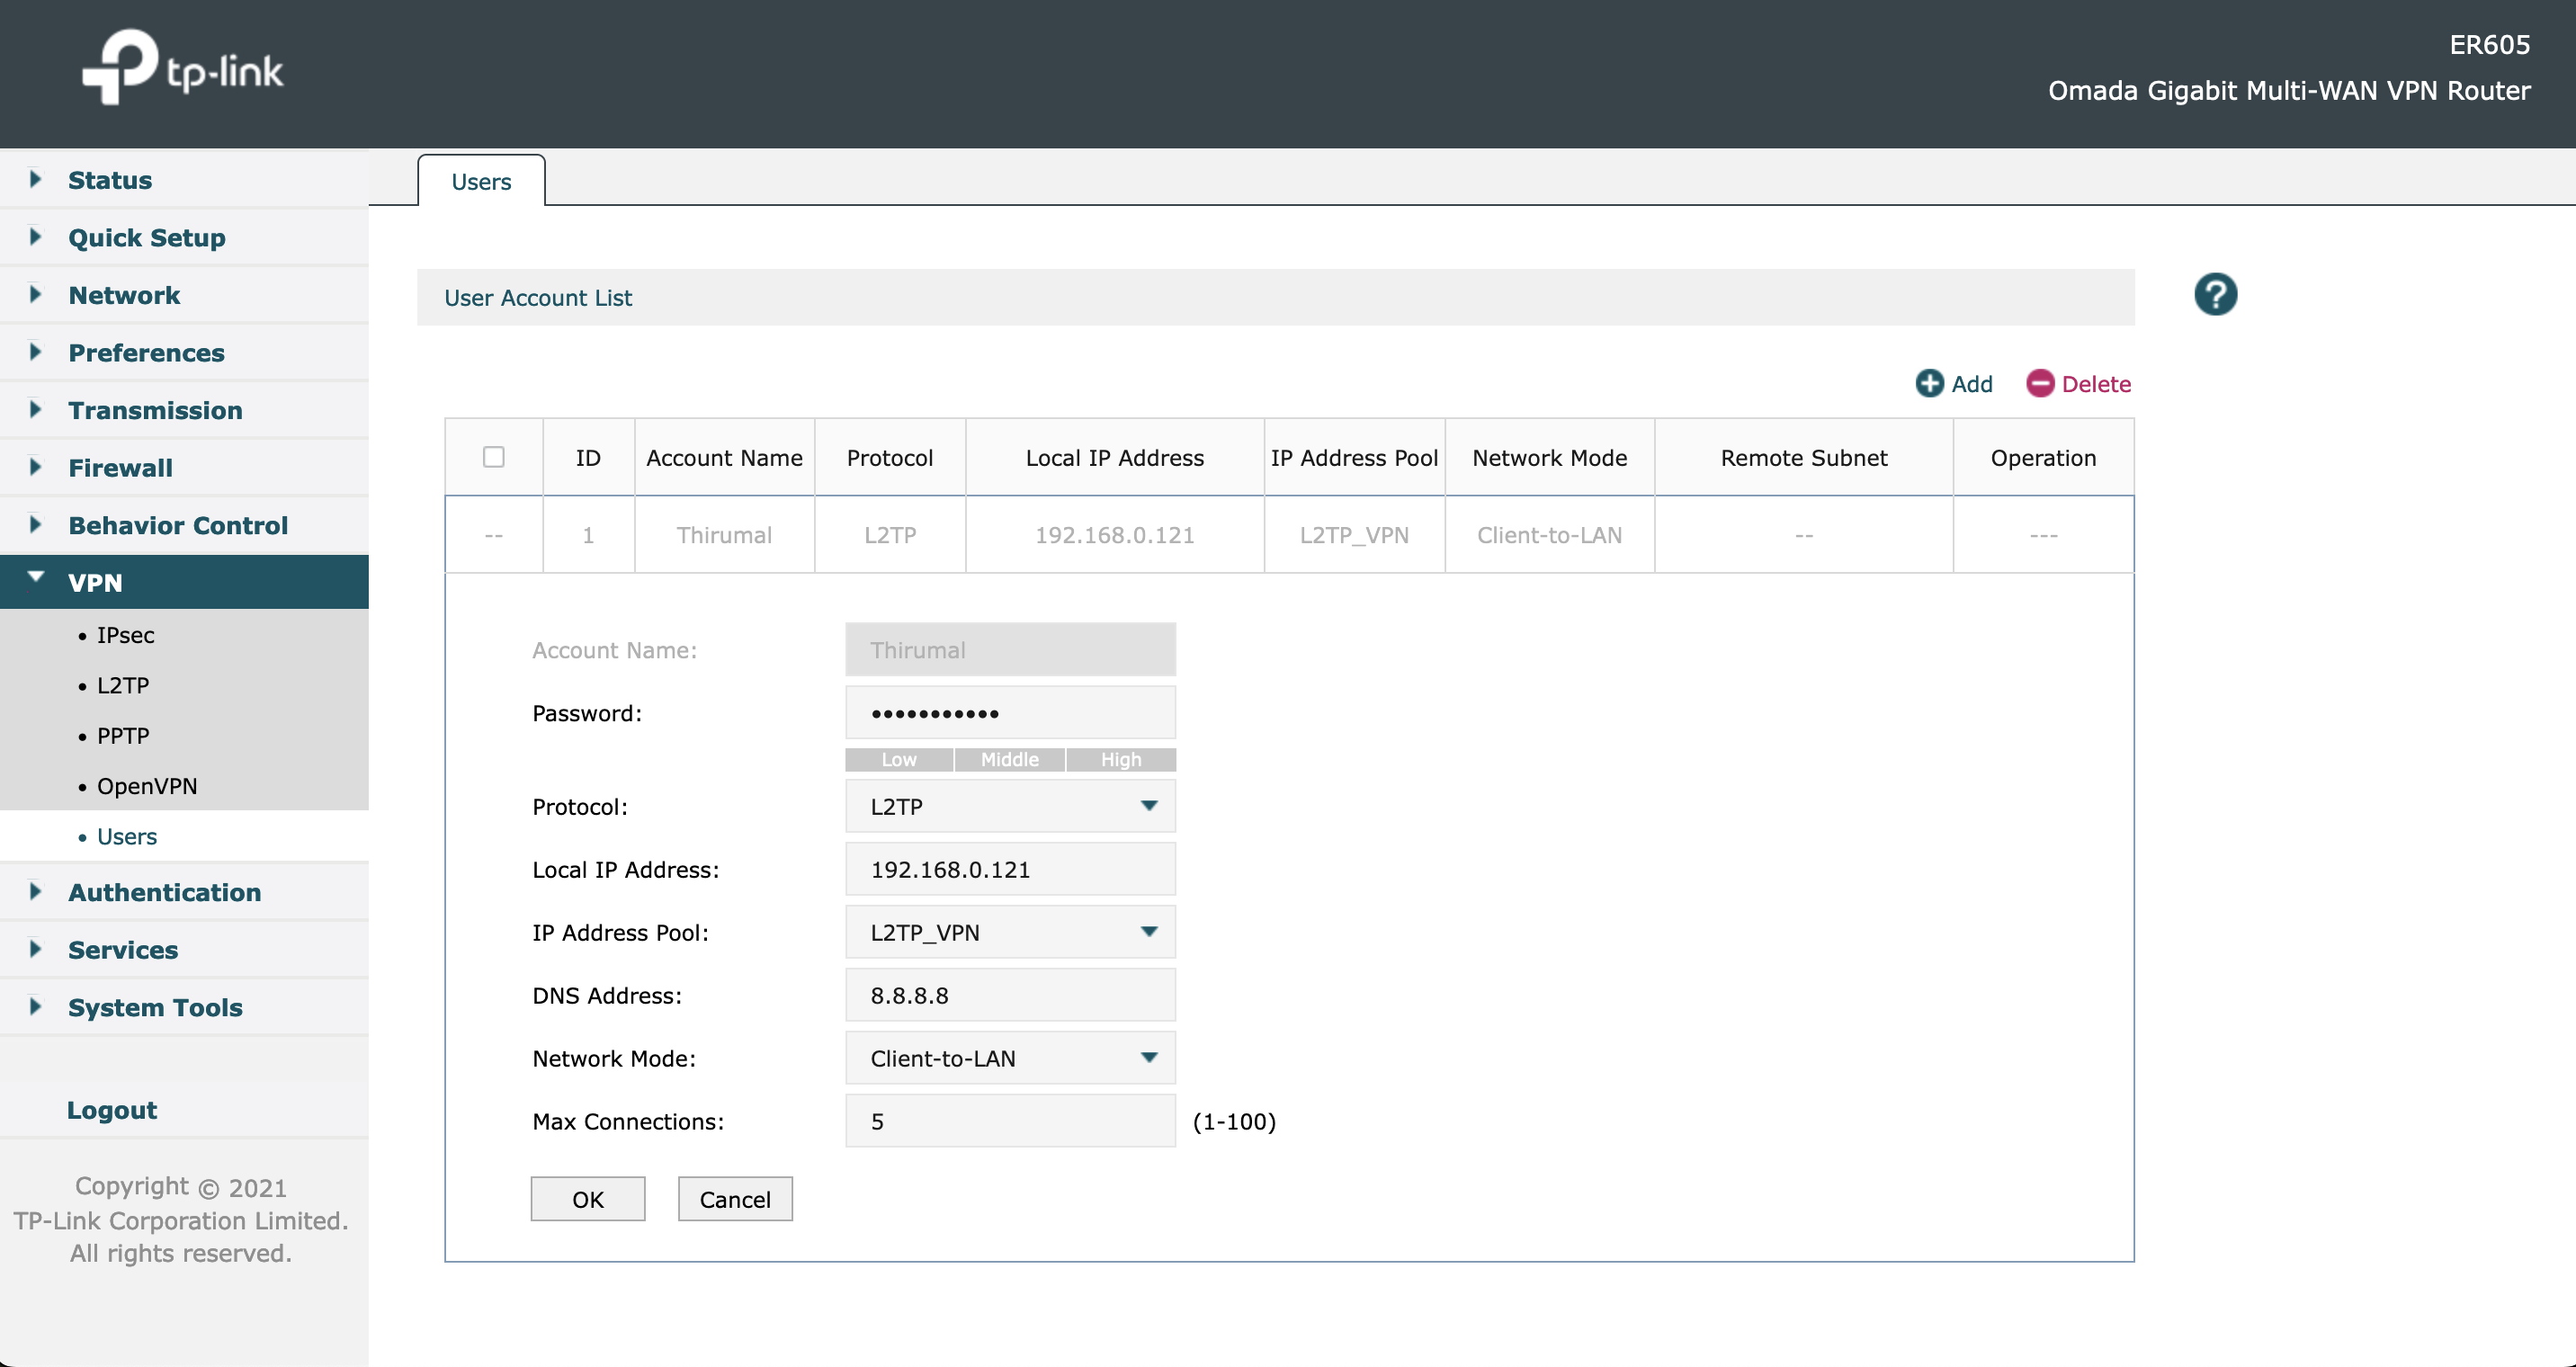 tp-link
ER605
Omada Gigabit Multi-WAN VPN Router
Status
Quick Setup
Network
Preferences
Transmission
Firewall
Behavior Control
VPN
• IPsec
• L2TP
• PPTP
• OpenVPN
• Users
Authentication
Services
System Tools
Logout
Copyright © 2021
TP-Link Corporation Limited.
All rights reserved.
Users
User Account List
?
Add Delete
ID Account Name Protocol Local IP Address IP Address Pool Network Mode Remote Subnet Operation
-- 1 Thirumal L2TP 192.168.0.121 L2TP_VPN Client-to-LAN -- ---
Account Name: Thirumal
Password: •••••••••••
Low Middle High
Protocol: L2TP
Local IP Address: 192.168.0.121
IP Address Pool: L2TP_VPN
DNS Address: 8.8.8.8
Network Mode: Client-to-LAN
Max Connections: 5 (1-100)
OK Cancel